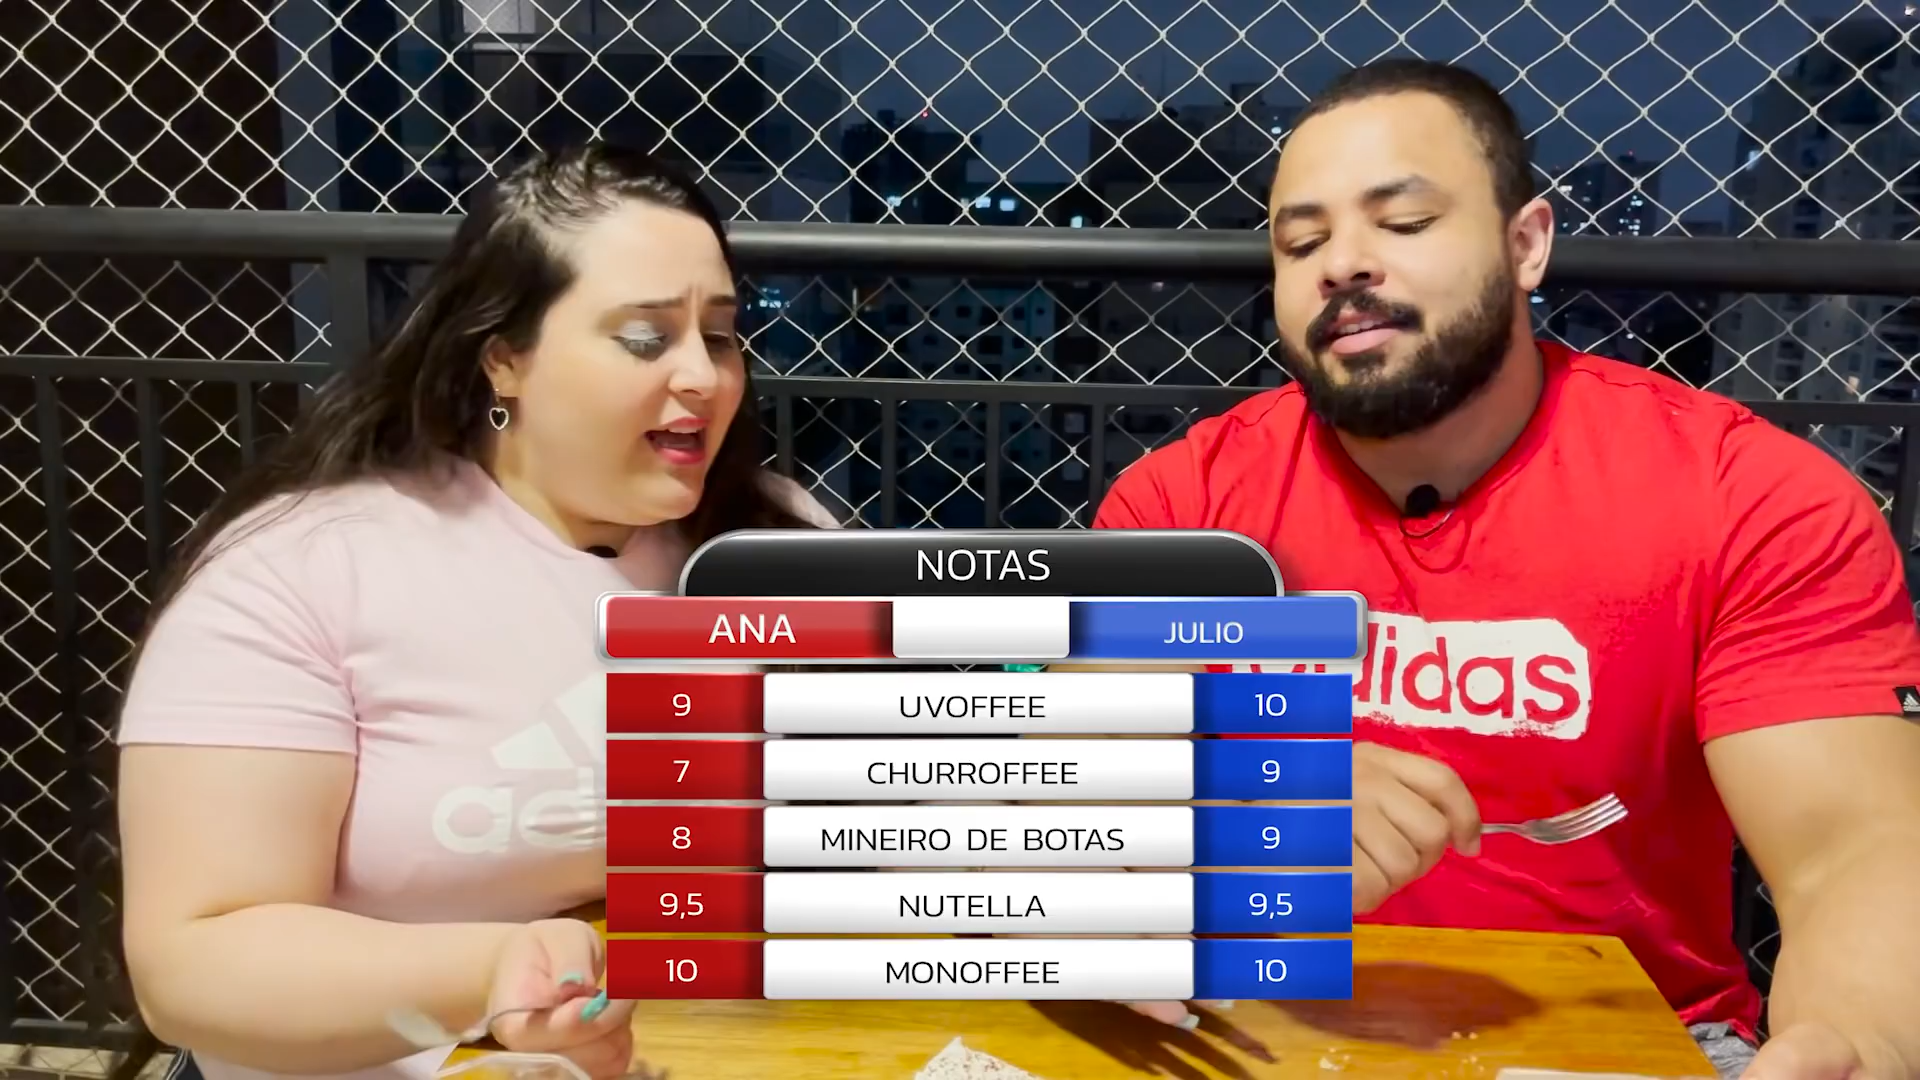 NOTAS
ANA JULIO
9 UVOFFEE 10
7 CHURROFFEE 9
8 MINEIRO DE BOTAS 9
9,5 NUTELLA 9,5
10 MONOFFEE 10
adidas